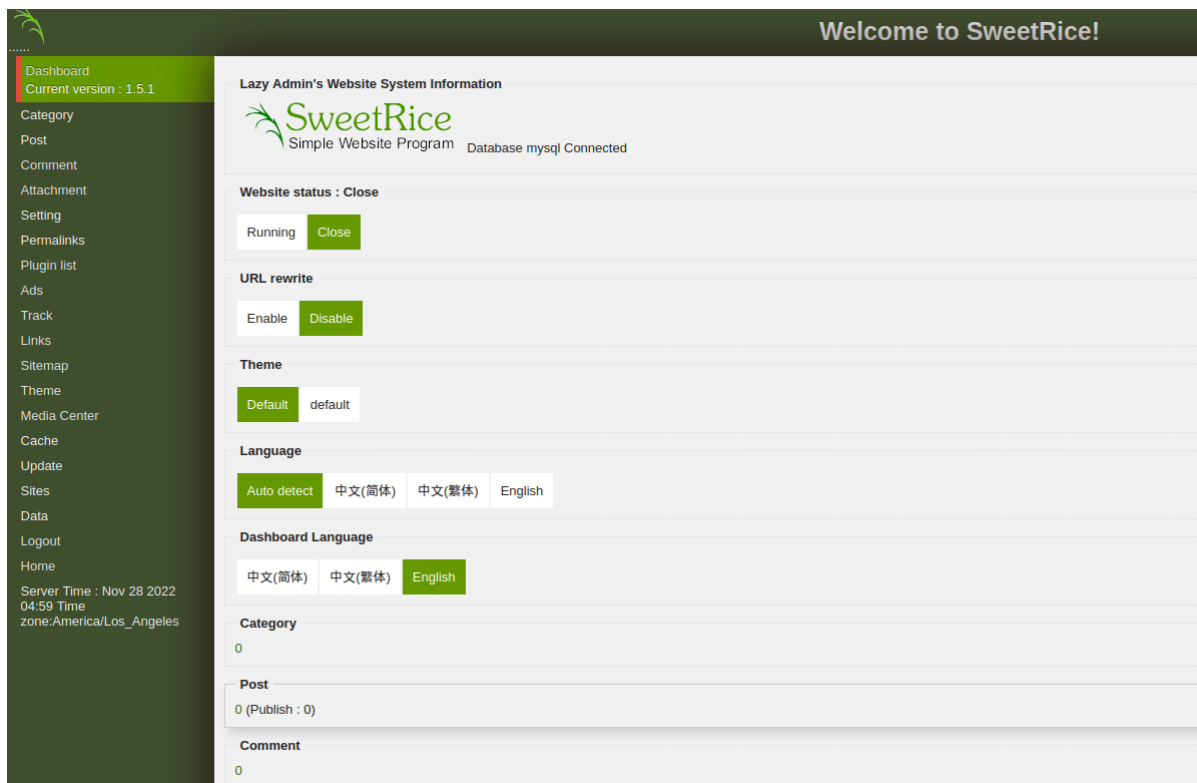 Welcome to SweetRice!
......
Dashboard
Current version : 1.5.1
Category
Post
Comment
Attachment
Setting
Permalinks
Plugin list
Ads
Track
Links
Sitemap
Theme
Media Center
Cache
Update
Sites
Data
Logout
Home
Server Time : Nov 28 2022
04:59 Time
zone:America/Los_Angeles
Lazy Admin's Website System Information
SweetRice
Simple Website Program
Database mysql Connected
Website status : Close
Running Close
URL rewrite
Enable Disable
Theme
Default default
Language
Auto detect 中文(简体) 中文(繁体) English
Dashboard Language
中文(简体) 中文(繁体) English
Category
0
Post
0 (Publish : 0)
Comment
0